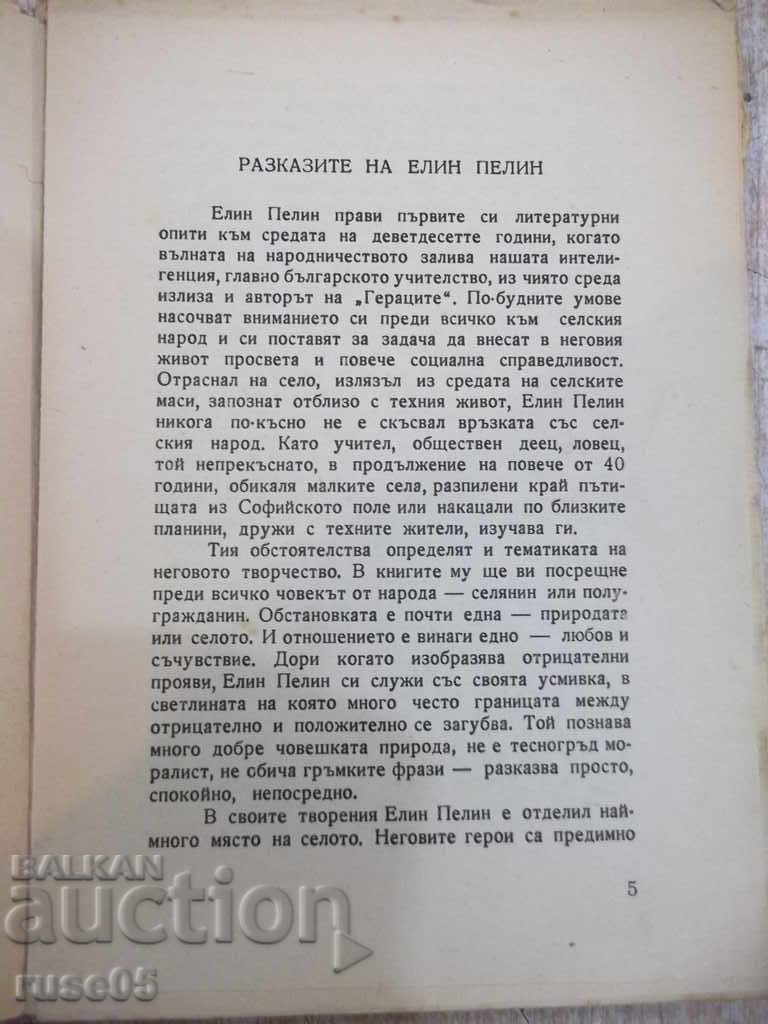 РАЗКАЗИТЕ НА ЕЛИН ПЕЛИН
Елин Пелин прави първите си литературни
опити към средата на деветдесетте години, когато
вълната на народничеството залива нашата интели-
генция, главно българското учителство, из чиято среда
излиза и авторът на „Гераците“. По-будните умове
насочват вниманието си преди всичко към селския
народ и си поставят за задача да внесат в неговия
живот просвета и повече социална справедливост.
Отраснал на село, излязъл из средата на селските
маси, запознат отблизо с техния живот, Елин Пелин
никога по-късно не е скъсвал връзката със сел-
ския народ. Като учител, обществен деец, ловец,
той непрекъснато, в продължение на повече от 40
години, обикаля малките села, разпилени край пъти-
щата из Софийското поле или накацали по близките
планини, дружи с техните жители, изучава ги.
Тия обстоятелства определят и тематиката на
неговото творчество. В книгите му ще ви посрещне
преди всичко човекът от народа — селянин или полу-
гражданин. Обстановката е почти една — природата
или селото. И отношението е винаги едно — любов и
съчувствие. Дори когато изобразява отрицателни
прояви, Елин Пелин си служи със своята усмивка, в
светлината на която много често границата между
отрицателно и положително се загубва. Той познава
много добре човешката природа, не е тесногръд мо-
ралист, не обича гръмките фрази — разказва просто,
спокойно, непосредно.
В своите творения Елин Пелин е отделил най-
много място на селото. Неговите герои са предимно
5
BALKAN
auction
ruse05